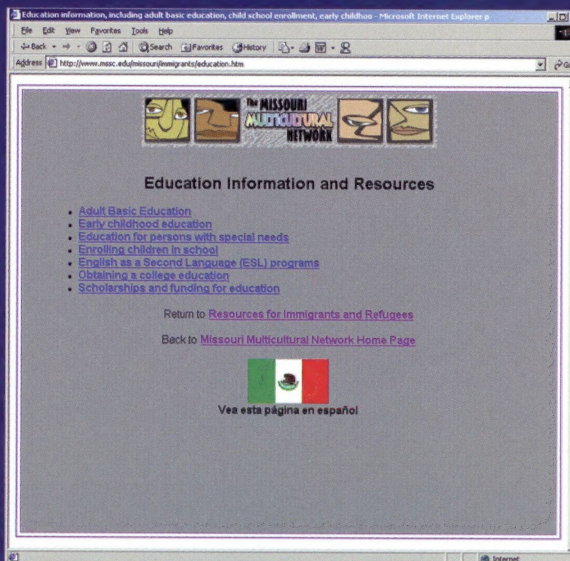 Education information, including adult basic education, child school enrollment, early childhoo - Microsoft Internet Explorer p
File Edit View Favorites Tools Help
Back Search Favorites History
Address http://www.mssc.edu/missouri/immigrants/education.htm Go
The MISSOURI
MULTICULTURAL
NETWORK
Education Information and Resources
Adult Basic Education
Early childhood education
Education for persons with special needs
Enrolling children in school
English as a Second Language (ESL) programs
Obtaining a college education
Scholarships and funding for education
Return to Resources for Immigrants and Refugees
Back to Missouri Multicultural Network Home Page
Vea esta página en español
Internet